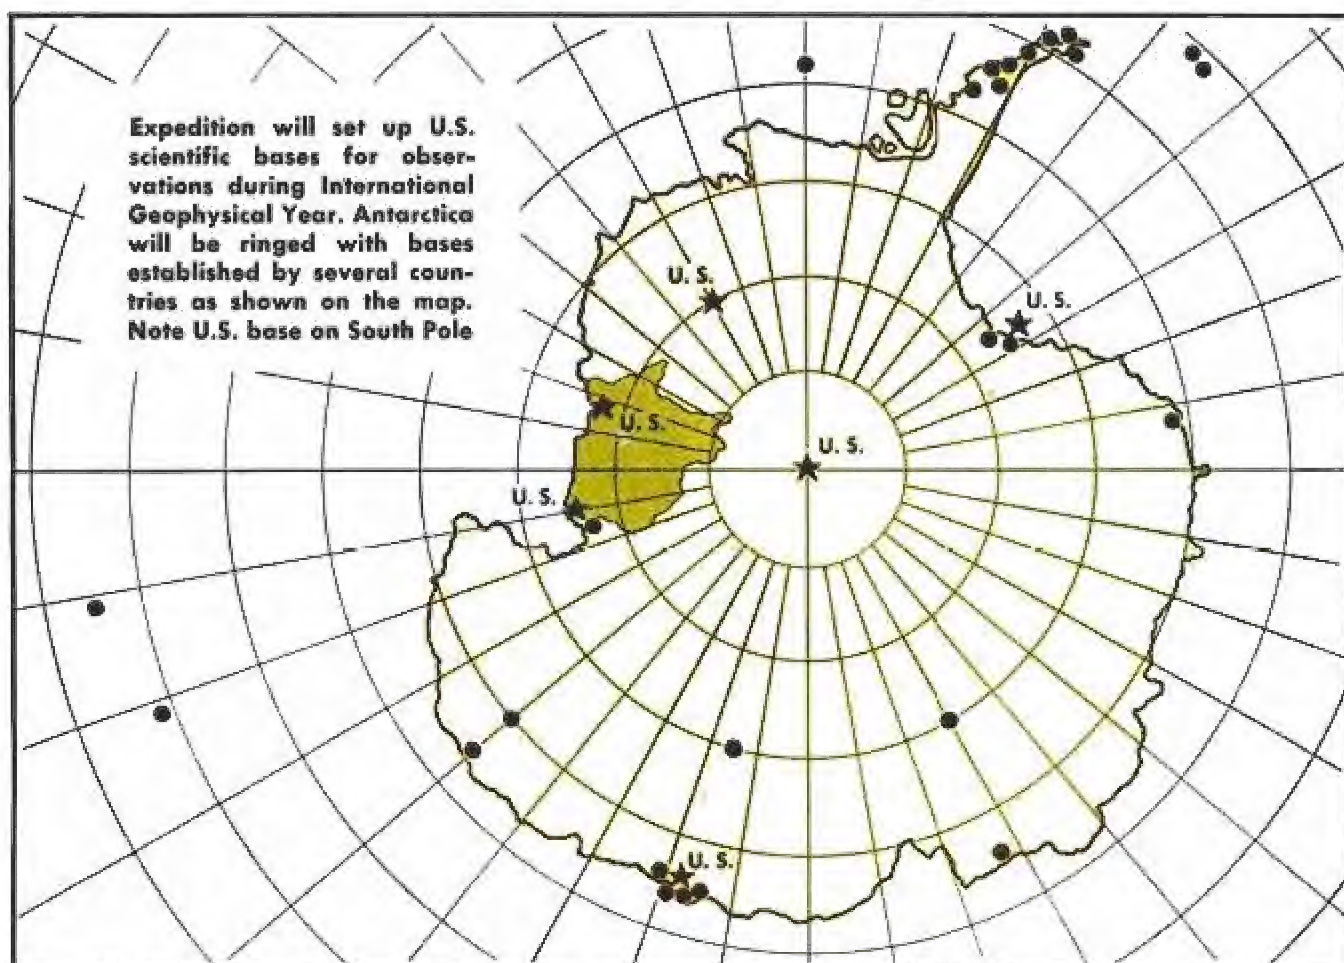 Expedition will set up U.S.
scientific bases for obser-
vations during International
Geophysical Year. Antarctica
will be ringed with bases
established by several coun-
tries as shown on the map.
Note U.S. base on South Pole
U. S.
U. S.
U. S.
U. S.
U. S.
U. S.